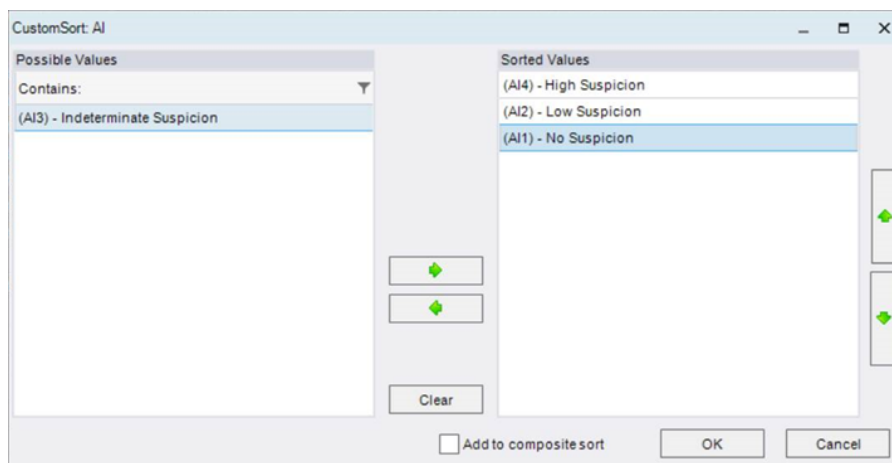 CustomSort: AI
Possible Values
Contains:
(AI3) - Indeterminate Suspicion
Sorted Values
(AI4) - High Suspicion
(AI2) - Low Suspicion
(AI1) - No Suspicion
Clear
Add to composite sort
OK
Cancel